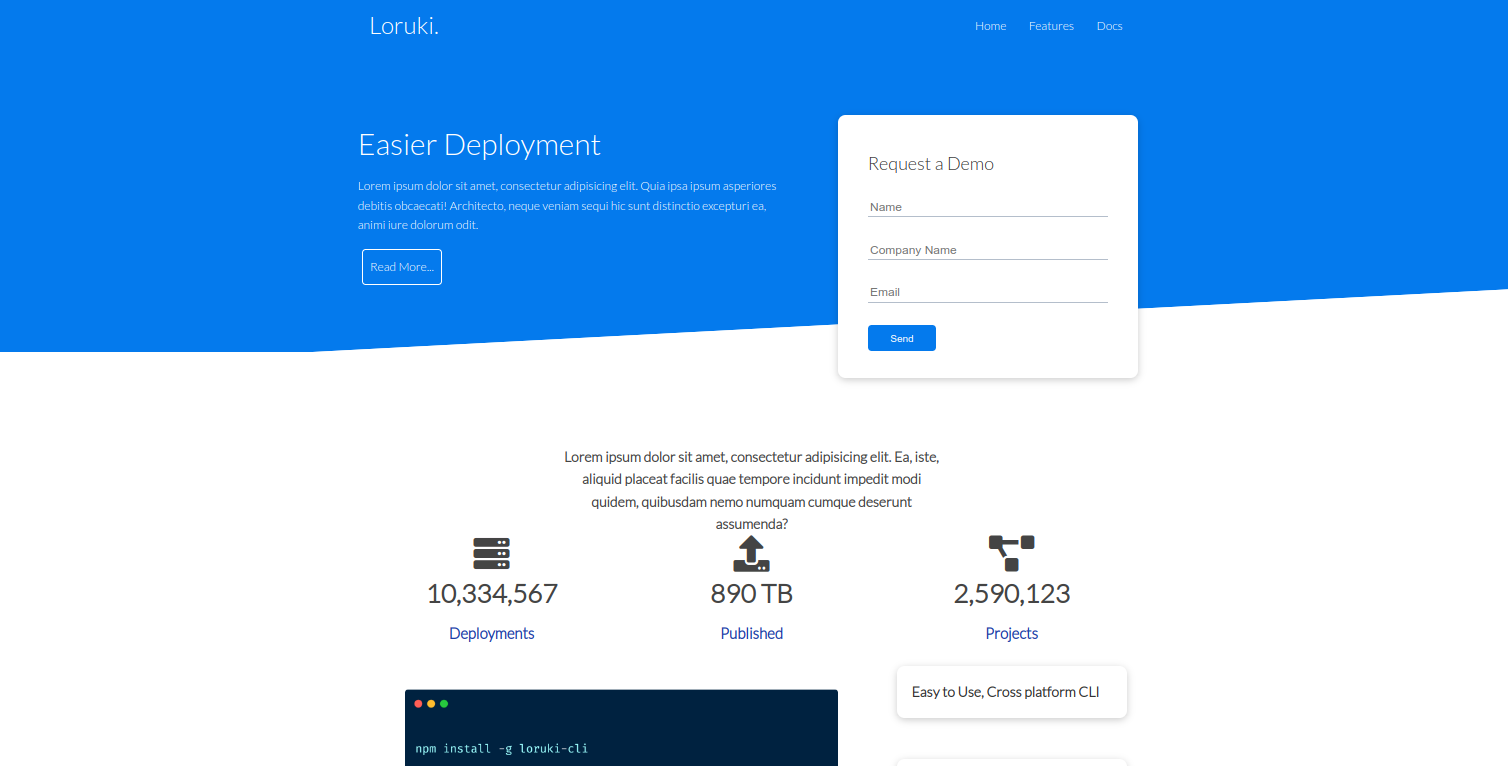 Loruki.
Home Features Docs
Easier Deployment
Lorem ipsum dolor sit amet, consectetur adipisicing elit. Quia ipsa ipsum asperiores
debitis obcaecati! Architecto, neque veniam sequi hic sunt distinctio excepturi ea,
animi iure dolorum odit.
Read More...
Request a Demo
Name
Company Name
Email
Send
Lorem ipsum dolor sit amet, consectetur adipisicing elit. Ea, iste,
aliquid placeat facilis quae tempore incidunt impedit modi
quidem, quibusdam nemo numquam cumque deserunt
assumenda?
10,334,567
Deployments
890 TB
Published
2,590,123
Projects
npm install -g loruki-cli
Easy to Use, Cross platform CLI